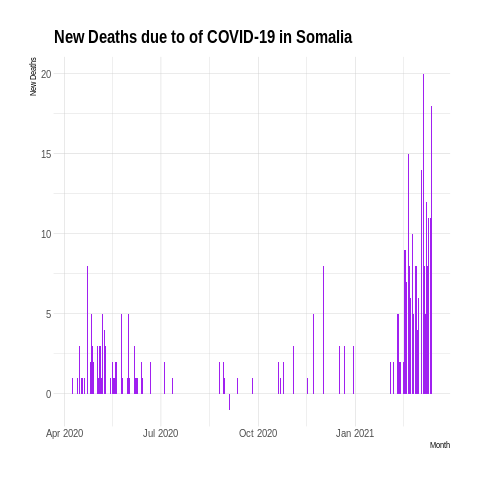 New Deaths due to of COVID-19 in Somalia
New Deaths
20
15
10
5
0
Apr 2020 Jul 2020 Oct 2020 Jan 2021
Month